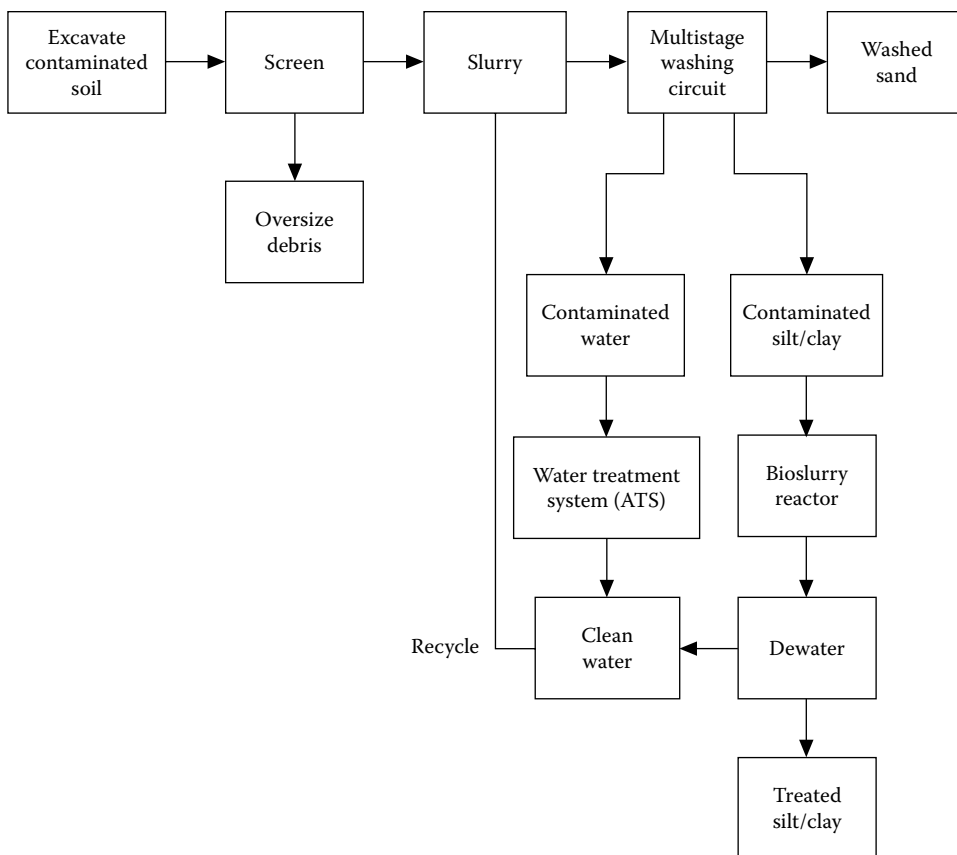 Excavate
contaminated
soil
Screen
Slurry
Multistage
washing
circuit
Washed
sand
Oversize
debris
Contaminated
water
Contaminated
silt/clay
Water treatment
system (ATS)
Bioslurry
reactor
Recycle
Clean
water
Dewater
Treated
silt/clay